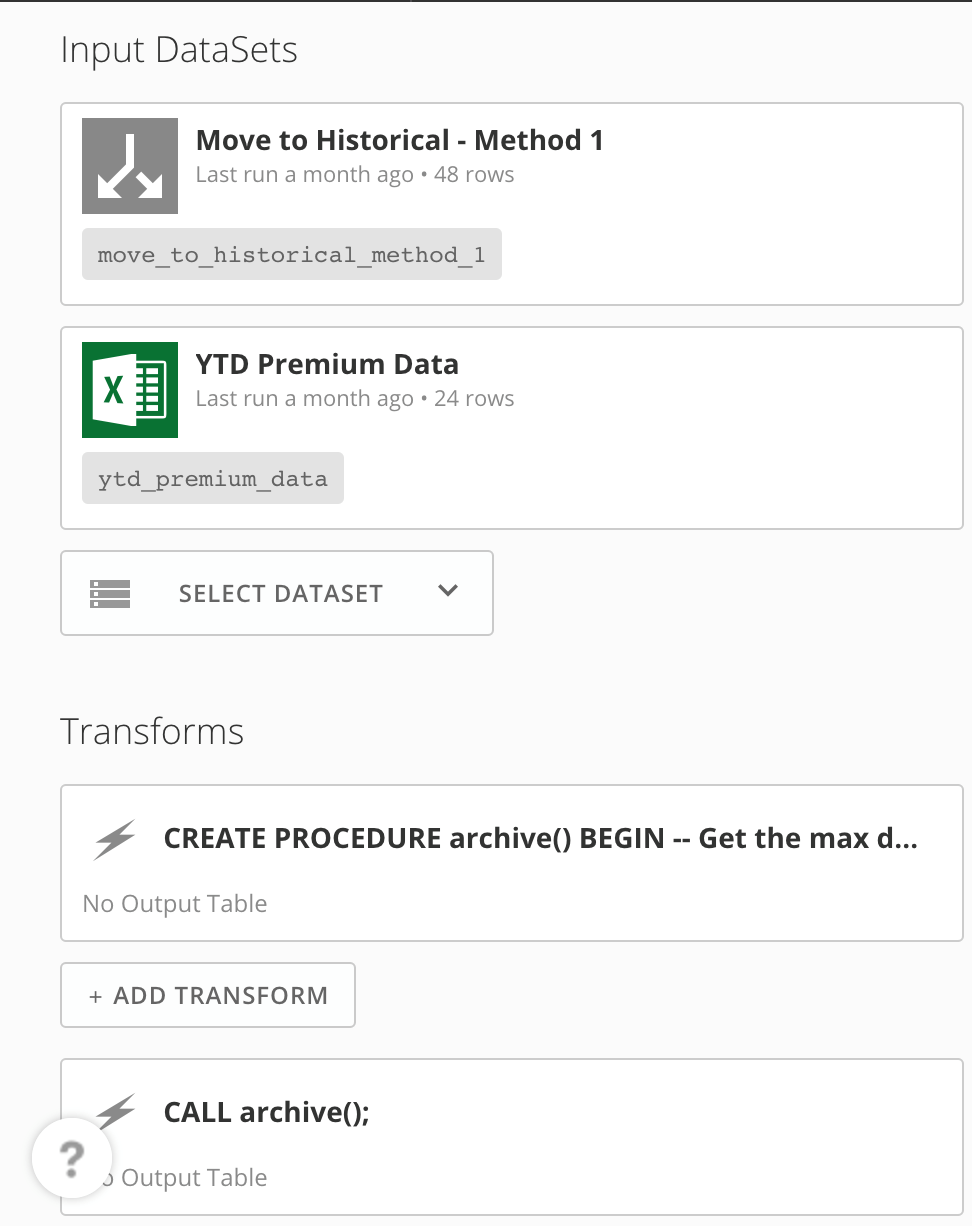 Input DataSets
Move to Historical - Method 1
Last run a month ago • 48 rows
move_to_historical_method_1
X
YTD Premium Data
Last run a month ago • 24 rows
ytd_premium_data
SELECT DATASET
Transforms
CREATE PROCEDURE archive() BEGIN -- Get the max d...
No Output Table
+ ADD TRANSFORM
CALL archive();
?
o Output Table